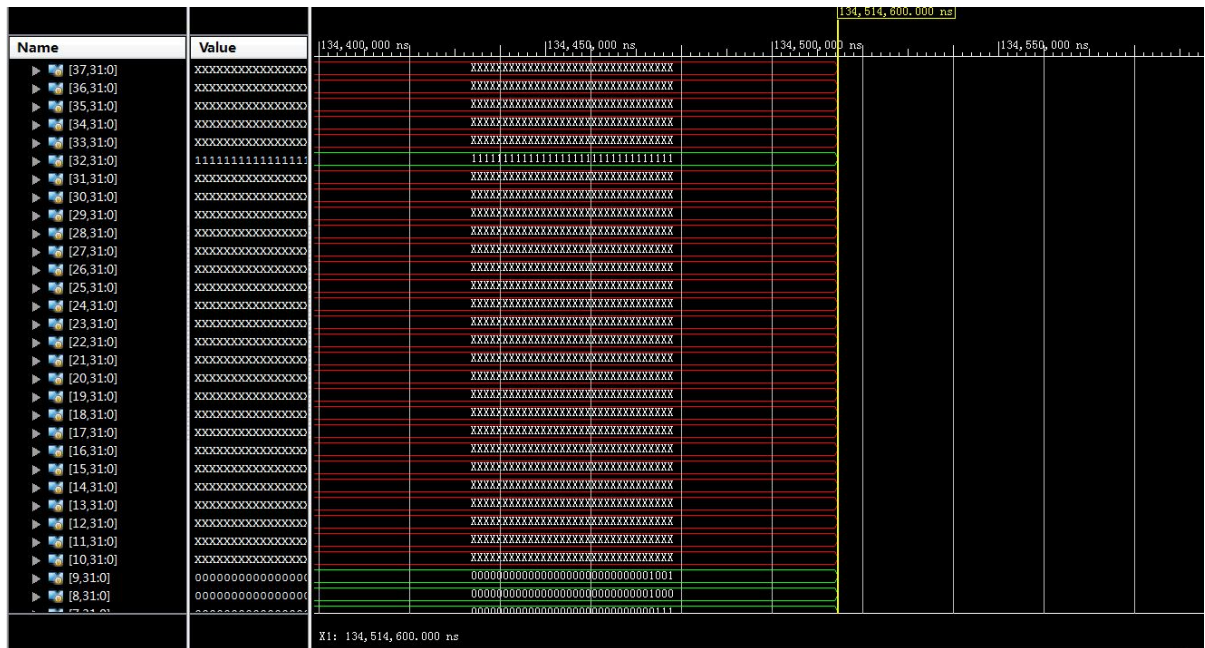 134,514,600.000 ns
Name Value 134,400,000 ns 134,450,000 ns 134,500,000 ns 134,550,000 ns
[37,31:0] XXXXXXXXXXXXXXXX XXXXXXXXXXXXXXXXXXXXXXXXXXXXXXXX
[36,31:0] XXXXXXXXXXXXXXXX XXXXXXXXXXXXXXXXXXXXXXXXXXXXXXXX
[35,31:0] XXXXXXXXXXXXXXXX XXXXXXXXXXXXXXXXXXXXXXXXXXXXXXXX
[34,31:0] XXXXXXXXXXXXXXXX XXXXXXXXXXXXXXXXXXXXXXXXXXXXXXXX
[33,31:0] XXXXXXXXXXXXXXXX XXXXXXXXXXXXXXXXXXXXXXXXXXXXXXXX
[32,31:0] 1111111111111111 11111111111111111111111111111111
[31,31:0] XXXXXXXXXXXXXXXX XXXXXXXXXXXXXXXXXXXXXXXXXXXXXXXX
[30,31:0] XXXXXXXXXXXXXXXX XXXXXXXXXXXXXXXXXXXXXXXXXXXXXXXX
[29,31:0] XXXXXXXXXXXXXXXX XXXXXXXXXXXXXXXXXXXXXXXXXXXXXXXX
[28,31:0] XXXXXXXXXXXXXXXX XXXXXXXXXXXXXXXXXXXXXXXXXXXXXXXX
[27,31:0] XXXXXXXXXXXXXXXX XXXXXXXXXXXXXXXXXXXXXXXXXXXXXXXX
[26,31:0] XXXXXXXXXXXXXXXX XXXXXXXXXXXXXXXXXXXXXXXXXXXXXXXX
[25,31:0] XXXXXXXXXXXXXXXX XXXXXXXXXXXXXXXXXXXXXXXXXXXXXXXX
[24,31:0] XXXXXXXXXXXXXXXX XXXXXXXXXXXXXXXXXXXXXXXXXXXXXXXX
[23,31:0] XXXXXXXXXXXXXXXX XXXXXXXXXXXXXXXXXXXXXXXXXXXXXXXX
[22,31:0] XXXXXXXXXXXXXXXX XXXXXXXXXXXXXXXXXXXXXXXXXXXXXXXX
[21,31:0] XXXXXXXXXXXXXXXX XXXXXXXXXXXXXXXXXXXXXXXXXXXXXXXX
[20,31:0] XXXXXXXXXXXXXXXX XXXXXXXXXXXXXXXXXXXXXXXXXXXXXXXX
[19,31:0] XXXXXXXXXXXXXXXX XXXXXXXXXXXXXXXXXXXXXXXXXXXXXXXX
[18,31:0] XXXXXXXXXXXXXXXX XXXXXXXXXXXXXXXXXXXXXXXXXXXXXXXX
[17,31:0] XXXXXXXXXXXXXXXX XXXXXXXXXXXXXXXXXXXXXXXXXXXXXXXX
[16,31:0] XXXXXXXXXXXXXXXX XXXXXXXXXXXXXXXXXXXXXXXXXXXXXXXX
[15,31:0] XXXXXXXXXXXXXXXX XXXXXXXXXXXXXXXXXXXXXXXXXXXXXXXX
[14,31:0] XXXXXXXXXXXXXXXX XXXXXXXXXXXXXXXXXXXXXXXXXXXXXXXX
[13,31:0] XXXXXXXXXXXXXXXX XXXXXXXXXXXXXXXXXXXXXXXXXXXXXXXX
[12,31:0] XXXXXXXXXXXXXXXX XXXXXXXXXXXXXXXXXXXXXXXXXXXXXXXX
[11,31:0] XXXXXXXXXXXXXXXX XXXXXXXXXXXXXXXXXXXXXXXXXXXXXXXX
[10,31:0] XXXXXXXXXXXXXXXX XXXXXXXXXXXXXXXXXXXXXXXXXXXXXXXX
[9,31:0] 0000000000000000 00000000000000000000000000001001
[8,31:0] 0000000000000000 00000000000000000000000000001000
[7,31:0] 0000000000000000 00000000000000000000000000000111
X1: 134,514,600.000 ns